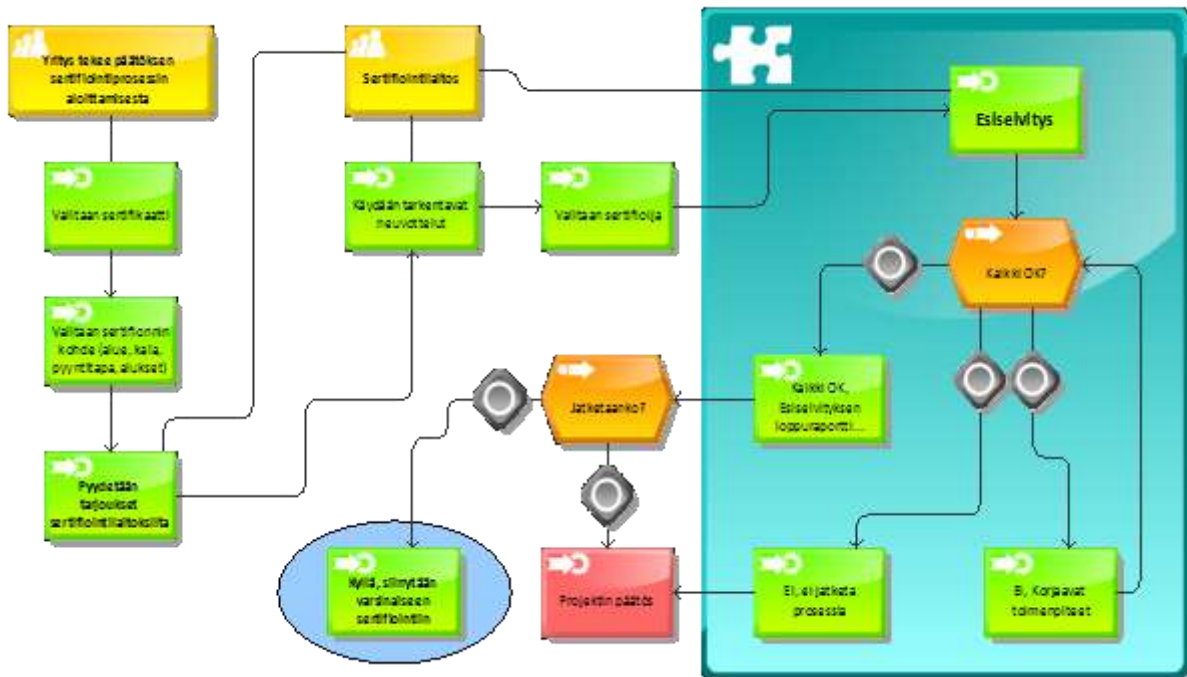 Yritys tekee päätöksen
sertifiointiprosessin
aloittamisesta
Sertifiointilaitos
Esiselvitys
Valitaan sertifikaatti
Käydään tarkentavat
neuvottelut
Valitaan sertifioija
Kaikki OK?
Valitaan sertifionnin
kohde (alue, kala,
pyyntitapa, alukset)
Jatketaanko?
Kaikki OK,
Esiselvityksen
loppuraportti...
Pyydetään
tarjoukset
sertifiointilaitoksilta
Kyllä, siirrytään
varsinaiseen
sertifiointiin
Projektin päätös
Ei, ei jatketa
prosessia
Ei, Korjaavat
toimenpiteet